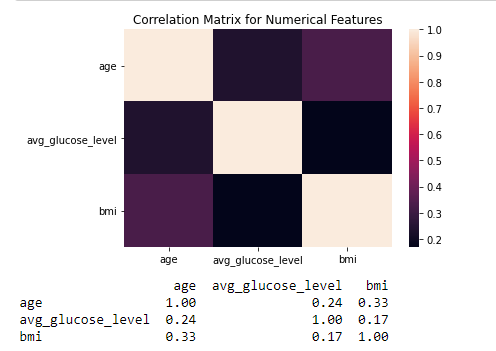 Correlation Matrix for Numerical Features
age
avg_glucose_level
bmi
age avg_glucose_level bmi
1.0
0.9
0.8
0.7
0.6
0.5
0.4
0.3
0.2
age avg_glucose_level bmi
age 1.00 0.24 0.33
avg_glucose_level 0.24 1.00 0.17
bmi 0.33 0.17 1.00